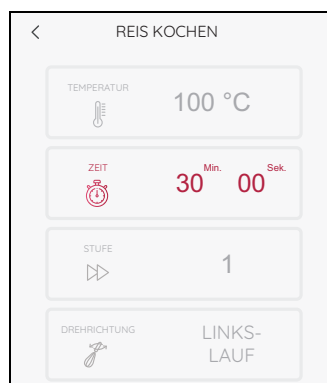 REIS KOCHEN
TEMPERATUR
100 °C
ZEIT
30 Min. 00 Sek.
STUFE
1
DREHRICHTUNG
LINKS-
LAUF